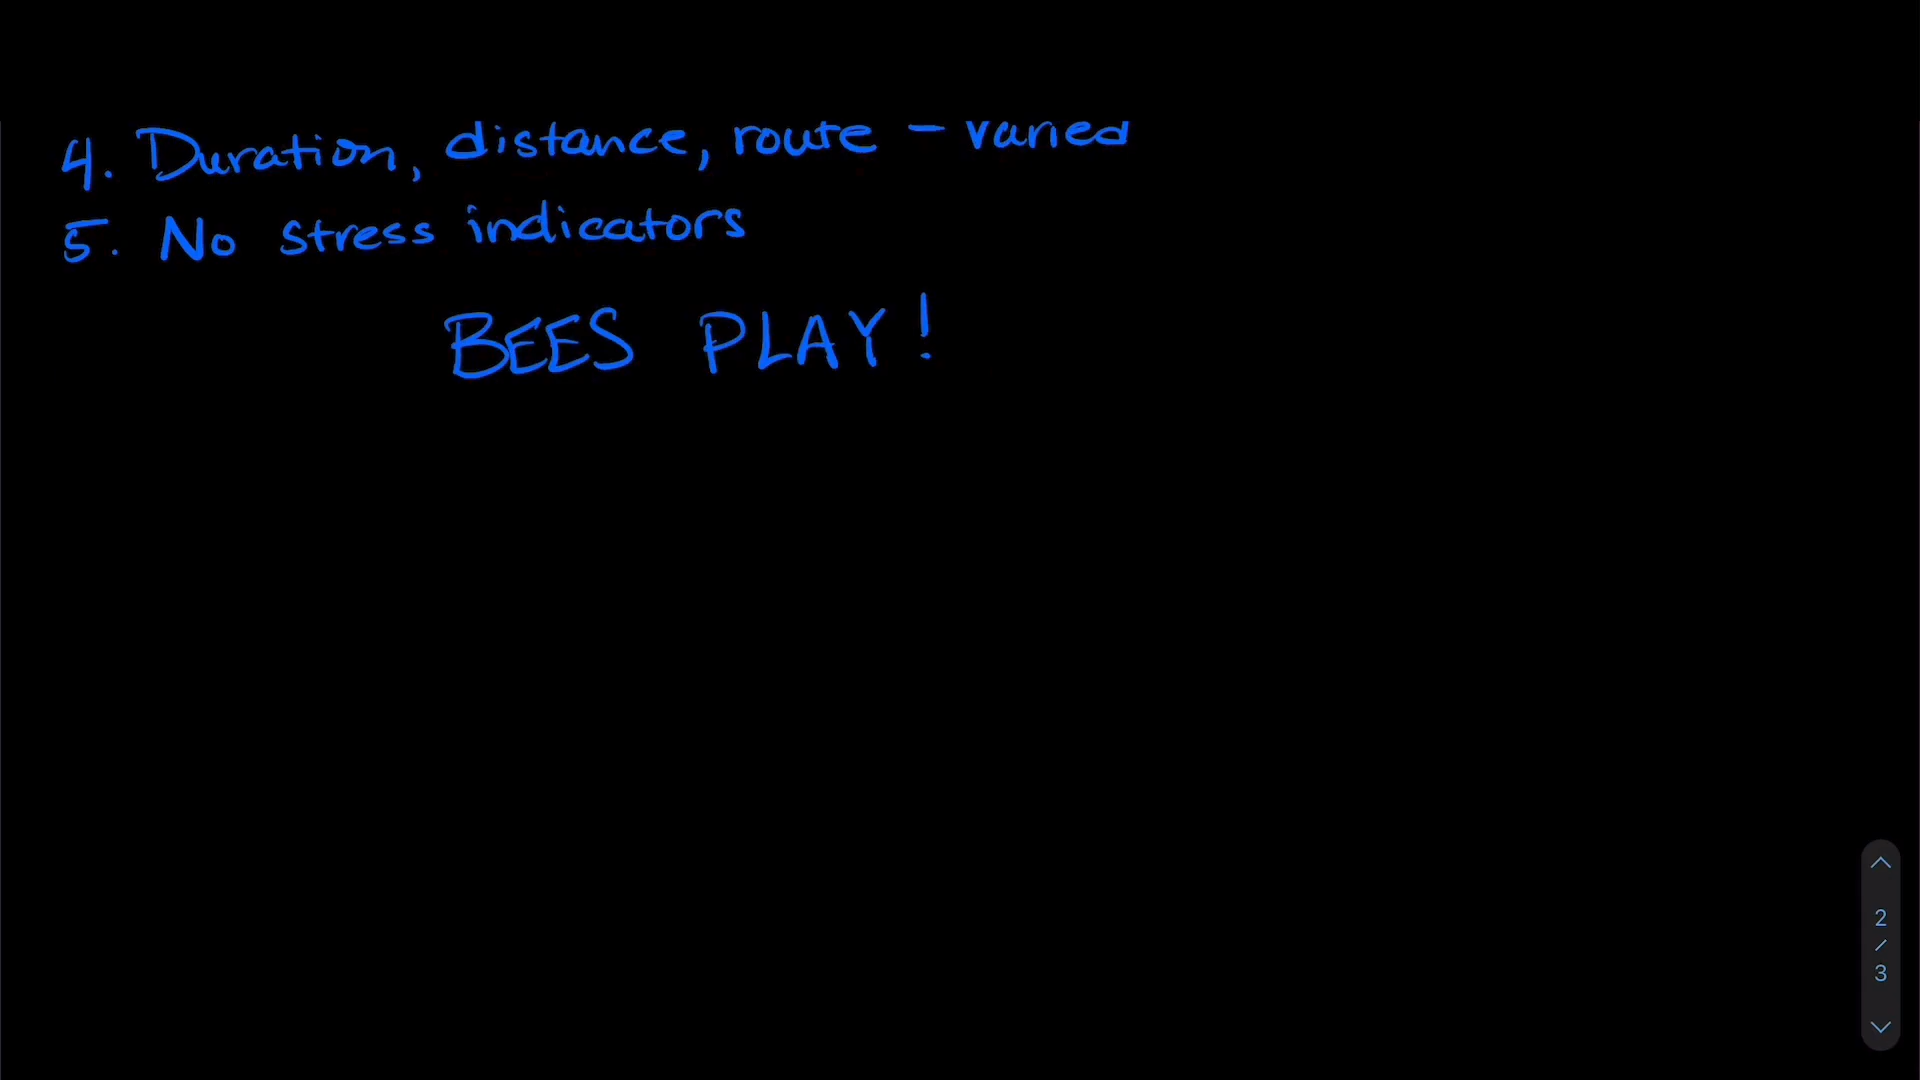 4. Duration, distance, route - varied
5. No stress indicators
BEES PLAY!
2
/
3